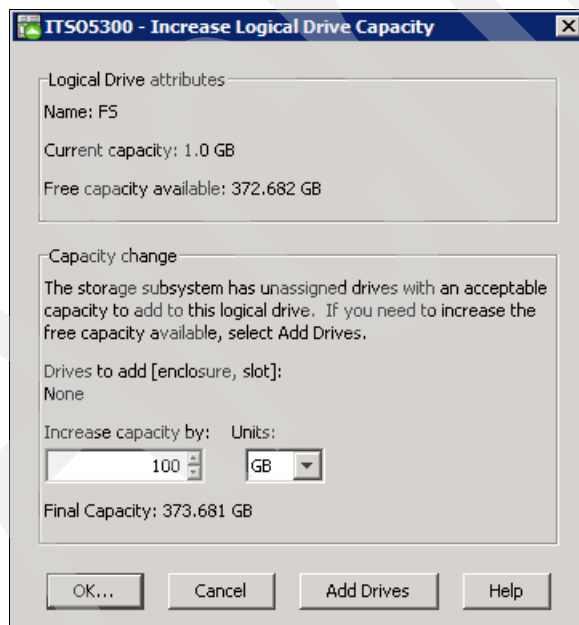 ITSO5300 - Increase Logical Drive Capacity
Logical Drive attributes
Name: FS
Current capacity: 1.0 GB
Free capacity available: 372.682 GB
Capacity change
The storage subsystem has unassigned drives with an acceptable
capacity to add to this logical drive. If you need to increase the
free capacity available, select Add Drives.
Drives to add [enclosure, slot]:
None
Increase capacity by: Units:
100 GB
Final Capacity: 373.681 GB
OK... Cancel Add Drives Help